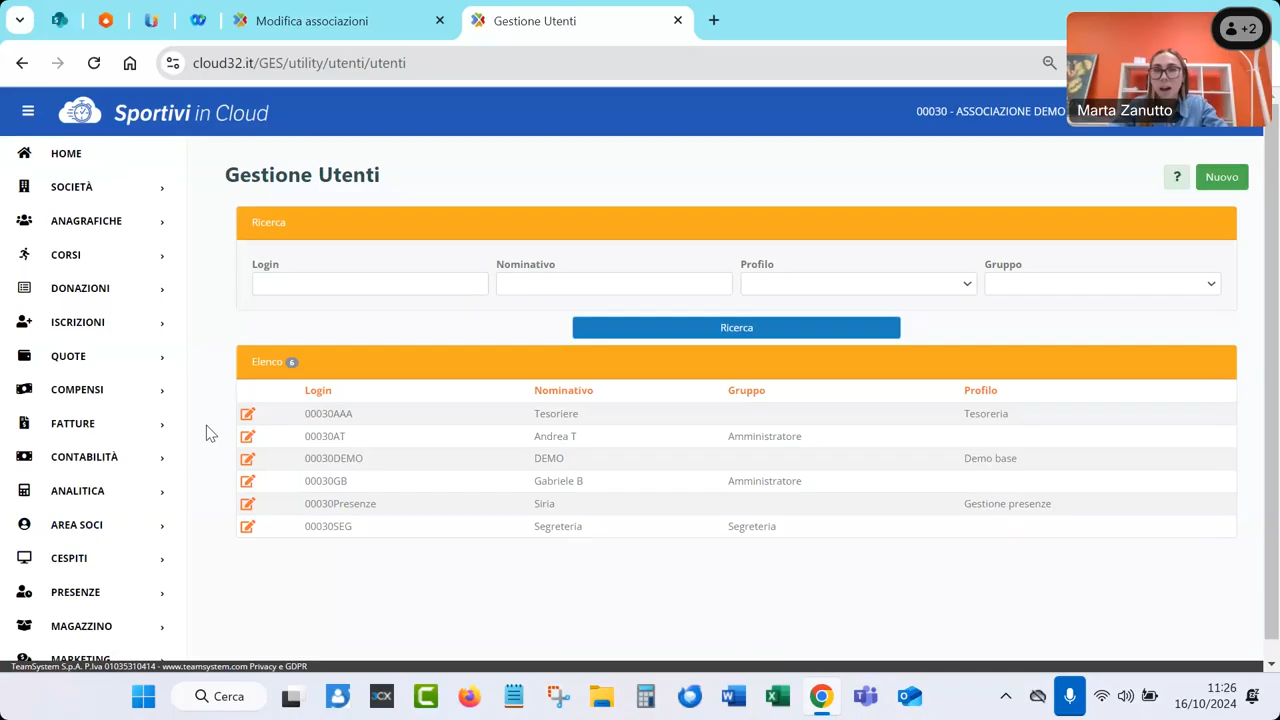 Modifica associazioni
Gestione Utenti
cloud32.it/GES/utility/utenti/utenti
+2
Marta Zanutto
Sportivi in Cloud
00030 - ASSOCIAZIONE DEMO
HOME
SOCIETÀ
ANAGRAFICHE
CORSI
DONAZIONI
ISCRIZIONI
QUOTE
COMPENSI
FATTURE
CONTABILITÀ
ANALITICA
AREA SOCI
CESPITI
PRESENZE
MAGAZZINO
MARKETING
Gestione Utenti
? Nuovo
Ricerca
Login Nominativo Profilo Gruppo
Ricerca
Elenco 6
Login Nominativo Gruppo Profilo
00030AAA Tesoriere Tesoreria
00030AT Andrea T Amministratore
00030DEMO DEMO Demo base
00030GB Gabriele B Amministratore
00030Presenze Siria Gestione presenze
00030SEG Segreteria Segreteria
TeamSystem S.p.A. P.Iva 01035310414 - www.teamsystem.com Privacy e GDPR
Cerca
3CX
11:26
16/10/2024